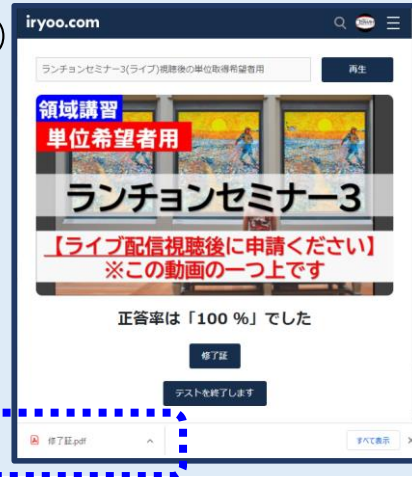 iryoo.com
ランチョンセミナー3(ライブ)視聴後の単位取得希望者用
再生
領域講習
単位希望者用
ランチョンセミナー3
【ライブ配信視聴後に申請ください】
※この動画の一つ上です
正答率は「100 %」でした
修了証
テストを終了します
修了証.pdf
すべて表示